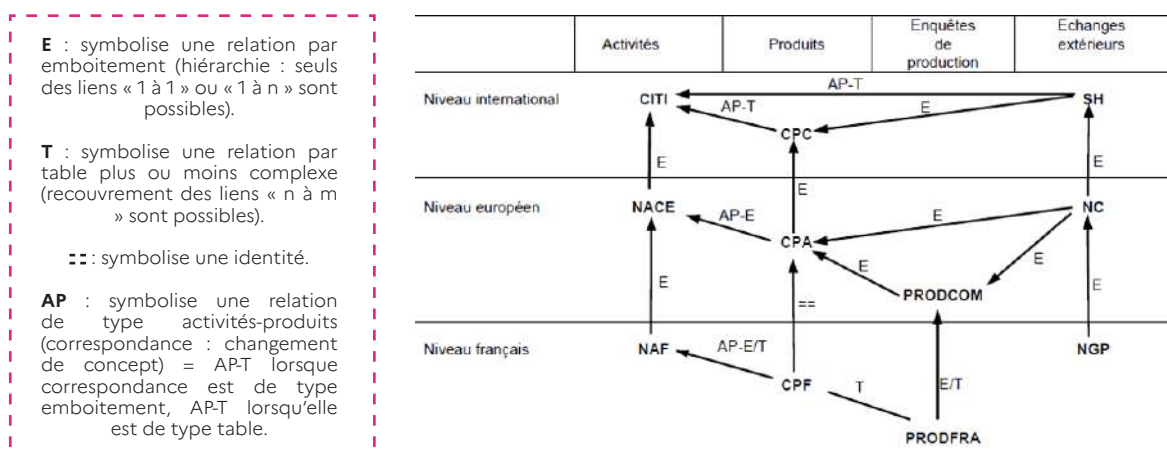 E : symbolise une relation par
emboitement (hiérarchie : seuls
des liens « 1 à 1 » ou « 1 à n » sont
possibles).
T : symbolise une relation par
table plus ou moins complexe
(recouvrement des liens « n à m
» sont possibles).
:: : symbolise une identité.
AP : symbolise une relation
de type activités-produits
(correspondance : changement
de concept) = AP-T lorsque
correspondance est de type
emboitement, AP-T lorsqu'elle
est de type table.
Activités
Produits
Enquêtes
de
production
Echanges
extérieurs
Niveau international
CITI
AP-T
AP-T
E
SH
CPC
E
E
E
Niveau européen
NACE
AP-E
E
NC
CPA
E
E
E
PRODCOM
E
==
Niveau français
NAF
AP-E/T
NGP
CPF
T
E/T
PRODFRA